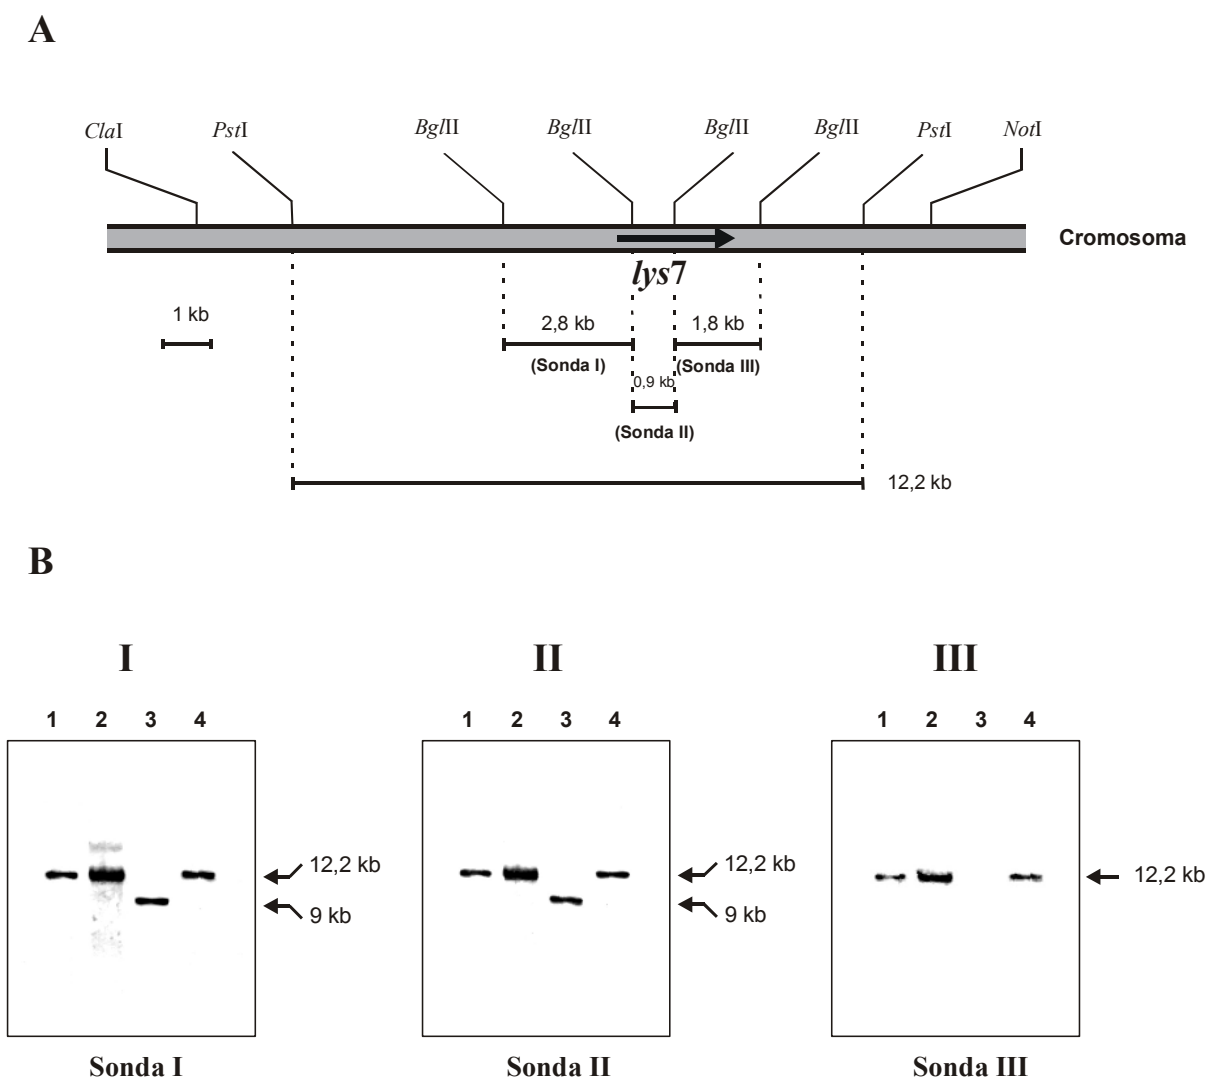 A
ClaI PstI BglII BglII BglII BglII PstI NotI
Cromosoma
lys7
1 kb 2,8 kb 1,8 kb
(Sonda I) (Sonda III)
0,9 kb
(Sonda II)
12,2 kb
B
I II III
1 2 3 4 1 2 3 4 1 2 3 4
12,2 kb 12,2 kb 12,2 kb
9 kb 9 kb
Sonda I Sonda II Sonda III